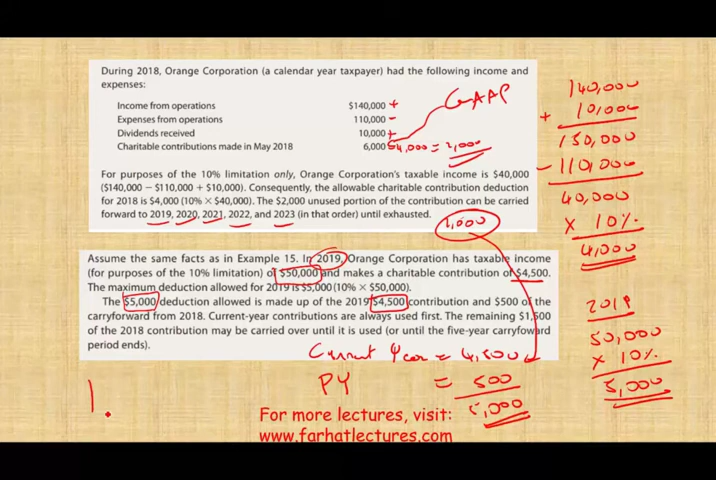 During 2018, Orange Corporation (a calendar year taxpayer) had the following income and
expenses:
Income from operations $140,000 +
Expenses from operations 110,000 -
Dividends received 10,000 +
Charitable contributions made in May 2018 6,000 - 4,000 = 2,000
GAAP
For purposes of the 10% limitation only, Orange Corporation's taxable income is $40,000
($140,000 − $110,000 + $10,000). Consequently, the allowable charitable contribution deduction
for 2018 is $4,000 (10% × $40,000). The $2,000 unused portion of the contribution can be carried
forward to 2019, 2020, 2021, 2022, and 2023 (in that order) until exhausted.
140,000
+ 10,000
150,000
- 110,000
40,000
× 10%
4,000
Assume the same facts as in Example 15. In 2019, Orange Corporation has taxable income
(for purposes of the 10% limitation) of $50,000 and makes a charitable contribution of $4,500.
The maximum deduction allowed for 2019 is $5,000 (10% × $50,000).
The $5,000 deduction allowed is made up of the 2019 $4,500 contribution and $500 of the
carryforward from 2018. Current-year contributions are always used first. The remaining $1,500
of the 2018 contribution may be carried over until it is used (or until the five-year carryforward
period ends).
Current Year = 4,500
PY = 500
5,000
2019
50,000
× 10%
5,000
For more lectures, visit:
www.farhatlectures.com